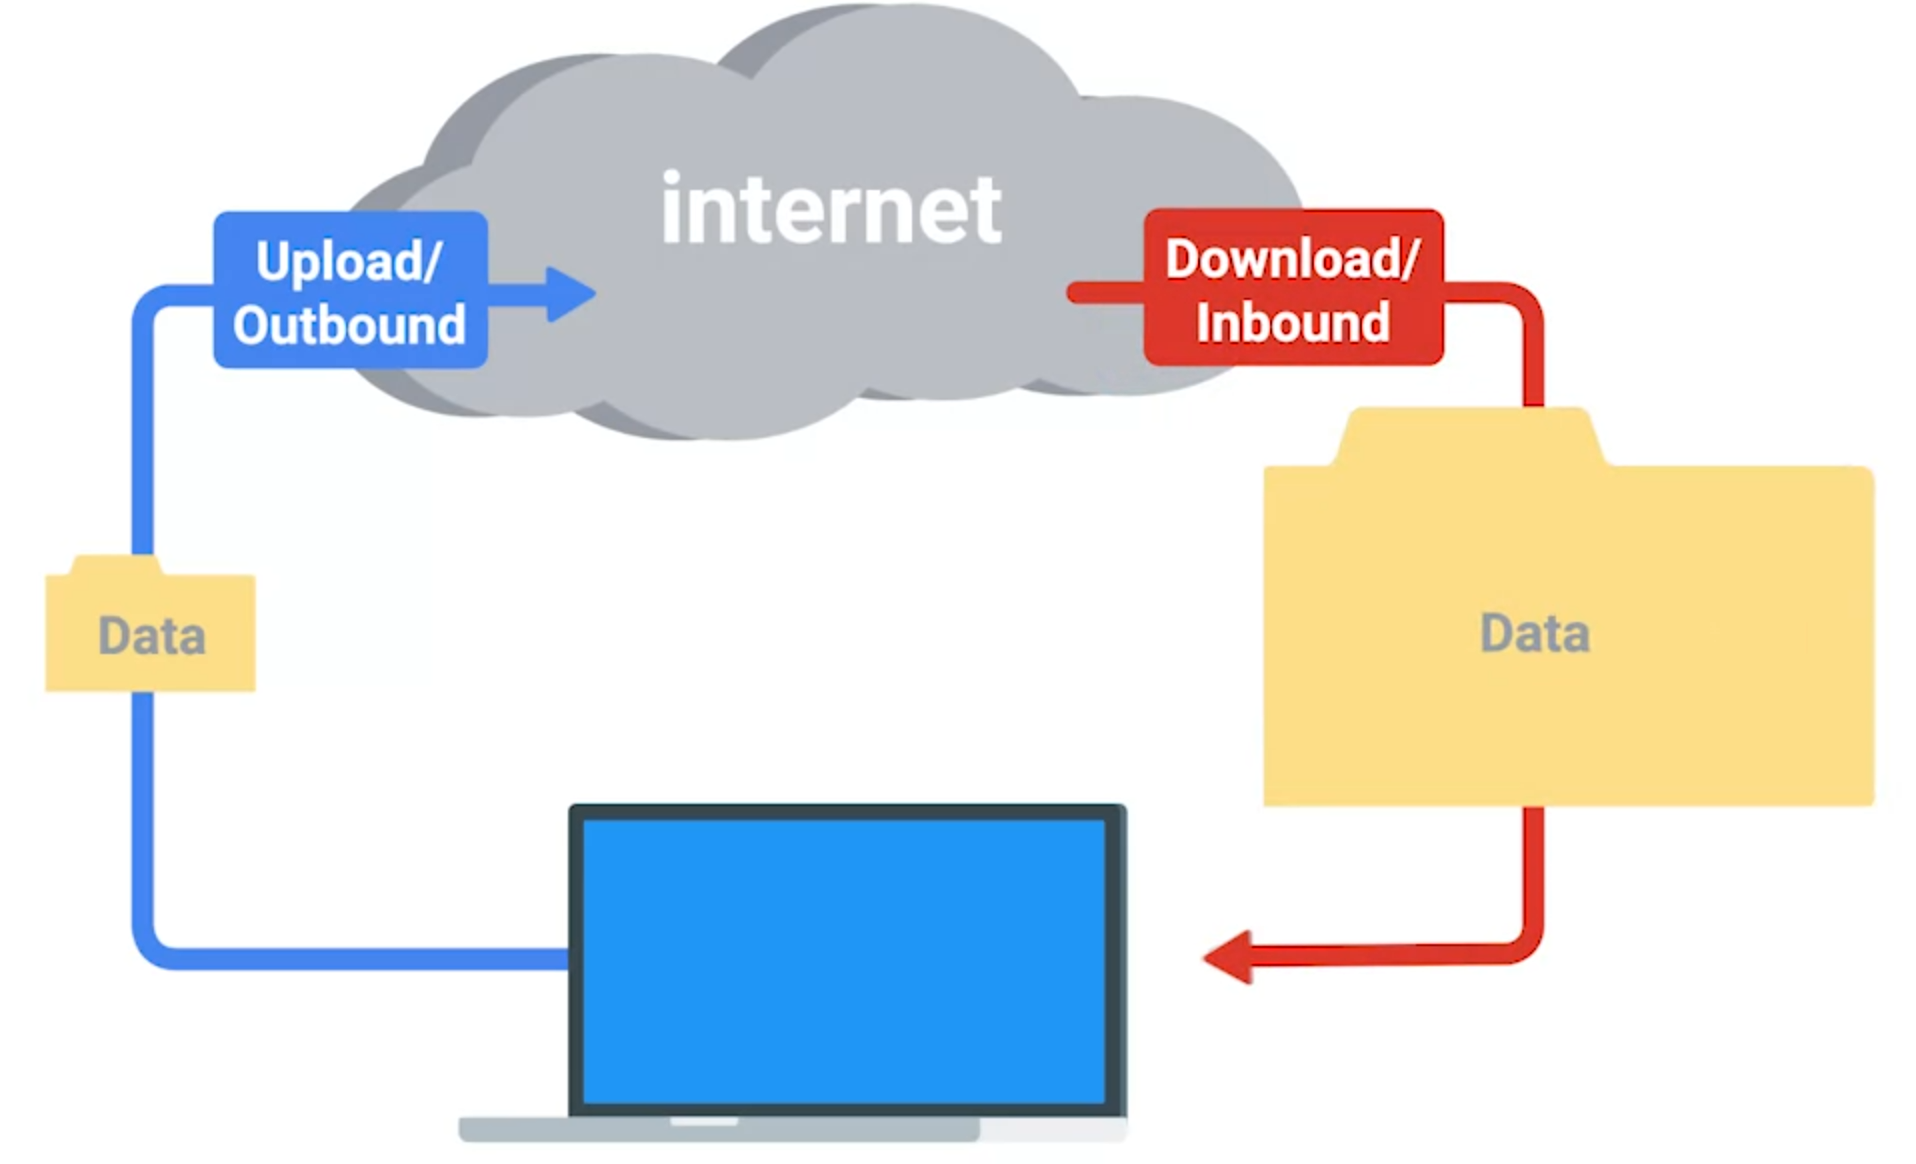 internet
Upload/
Outbound
Download/
Inbound
Data
Data